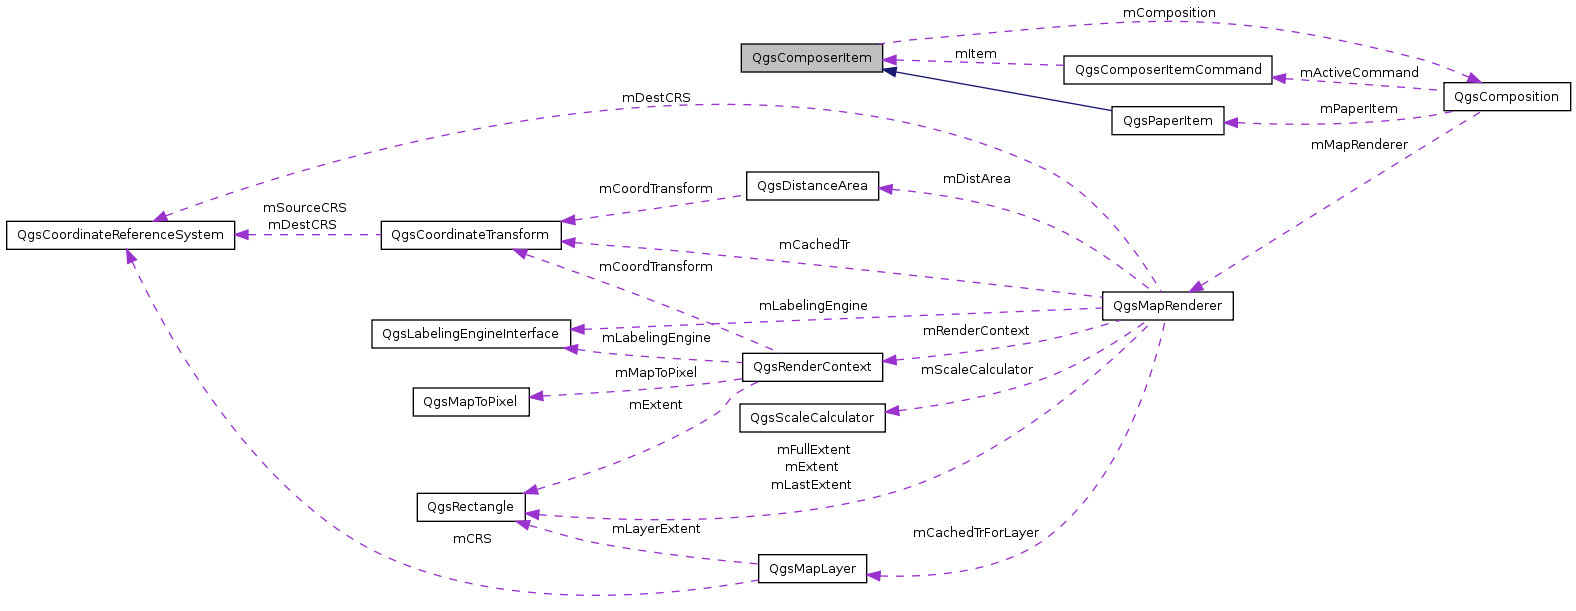 mComposition
QgsComposerItem
mItem
QgsComposerItemCommand
mActiveCommand
QgsComposition
mDestCRS
mPaperItem
QgsPaperItem
mMapRenderer
mDistArea
QgsDistanceArea
mCoordTransform
mSourceCRS
mDestCRS
QgsCoordinateReferenceSystem
QgsCoordinateTransform
mCachedTr
mCoordTransform
mLabelingEngine
QgsMapRenderer
QgsLabelingEngineInterface
mLabelingEngine
mRenderContext
QgsRenderContext
mMapToPixel
mScaleCalculator
QgsMapToPixel
mExtent
QgsScaleCalculator
mFullExtent
mExtent
mLastExtent
QgsRectangle
mLayerExtent
mCRS
mCachedTrForLayer
QgsMapLayer